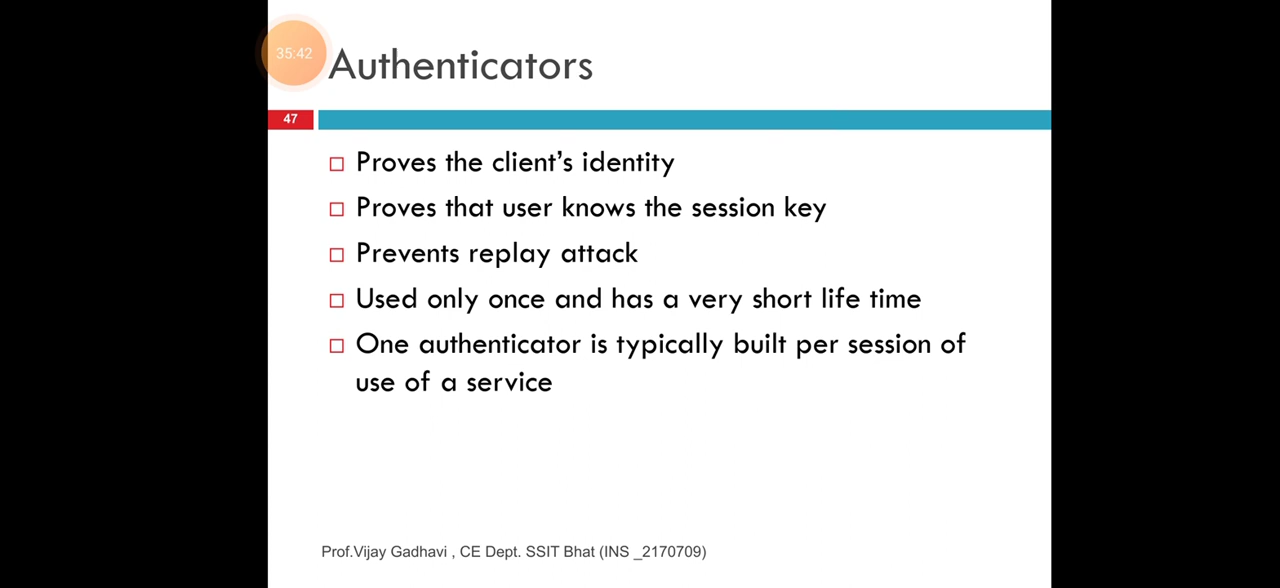 35:42
Authenticators
47
Proves the client's identity
Proves that user knows the session key
Prevents replay attack
Used only once and has a very short life time
One authenticator is typically built per session of
use of a service
Prof.Vijay Gadhavi , CE Dept. SSIT Bhat (INS _2170709)